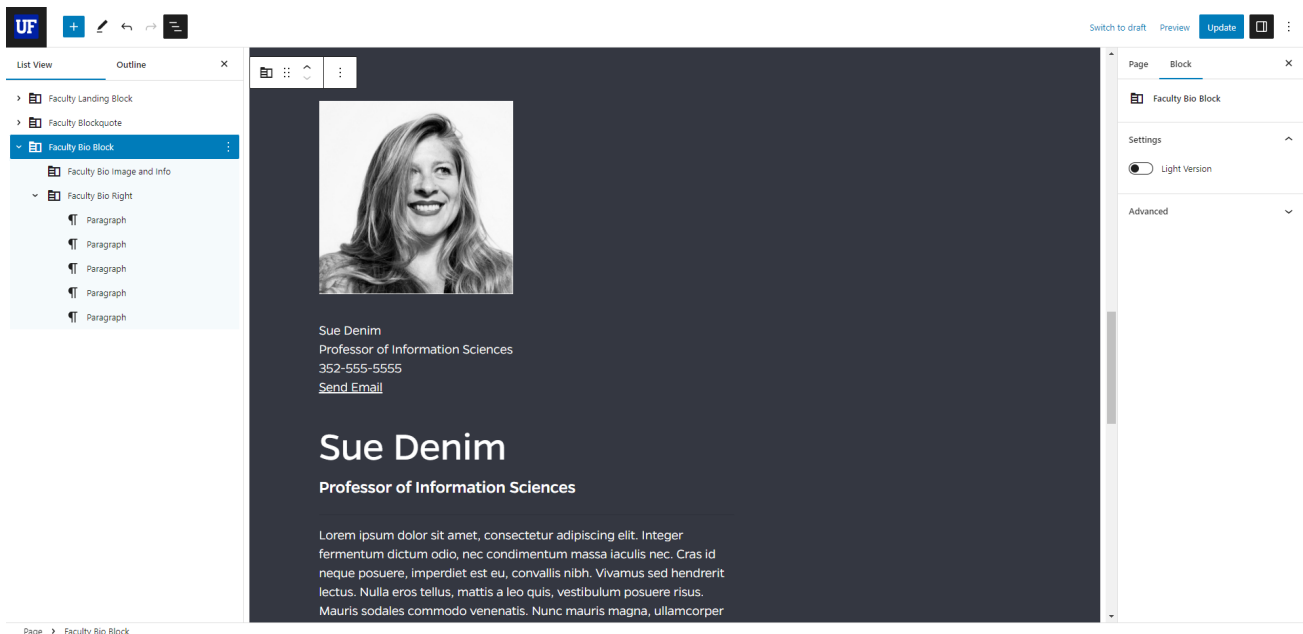 UF
Switch to draft Preview Update
List View Outline
Faculty Landing Block
Faculty Blockquote
Faculty Bio Block
Faculty Bio Image and Info
Faculty Bio Right
Paragraph
Paragraph
Paragraph
Paragraph
Paragraph
Sue Denim
Professor of Information Sciences
352-555-5555
Send Email
Sue Denim
Professor of Information Sciences
Lorem ipsum dolor sit amet, consectetur adipiscing elit. Integer
fermentum dictum odio, nec condimentum massa iaculis nec. Cras id
neque posuere, imperdiet est eu, convallis nibh. Vivamus sed hendrerit
lectus. Nulla eros tellus, mattis a leo quis, vestibulum posuere risus.
Mauris sodales commodo venenatis. Nunc mauris magna, ullamcorper
Page Block
Faculty Bio Block
Settings
Light Version
Advanced
Page > Faculty Bio Block